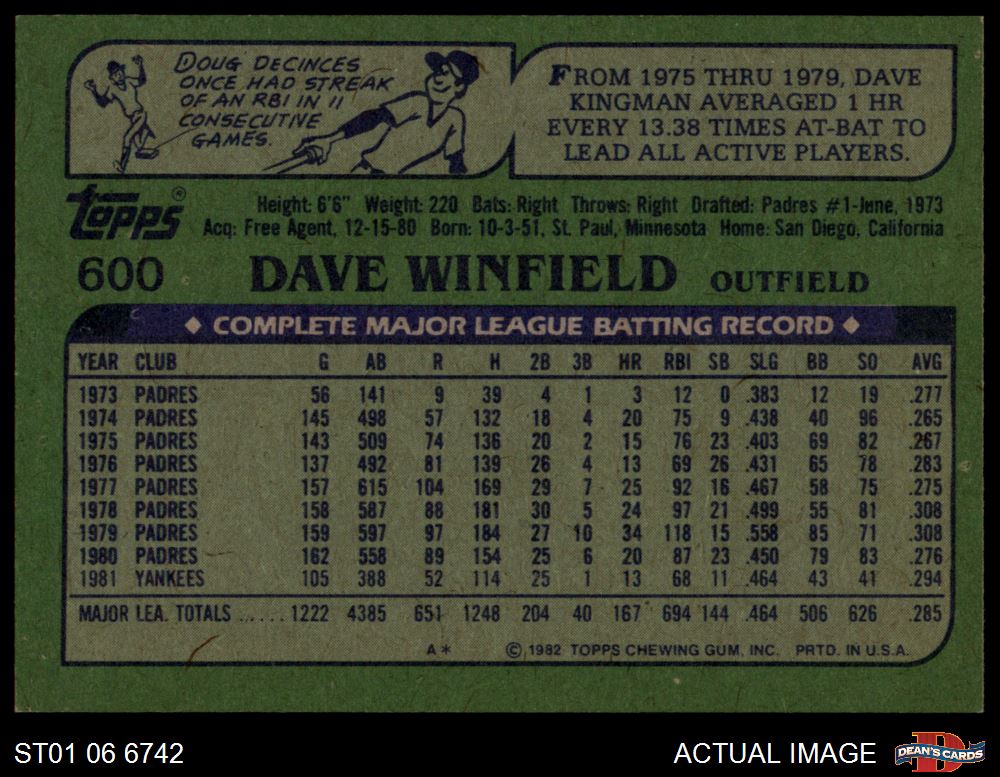 DOUG DECINCES
ONCE HAD STREAK
OF AN RBI IN 11
CONSECUTIVE
GAMES.
FROM 1975 THRU 1979, DAVE
KINGMAN AVERAGED 1 HR
EVERY 13.38 TIMES AT-BAT TO
LEAD ALL ACTIVE PLAYERS.
topps®
Height: 6'6" Weight: 220 Bats: Right Throws: Right Drafted: Padres #1-June, 1973
Acq: Free Agent, 12-15-80 Born: 10-3-51, St. Paul, Minnesota Home: San Diego, California
600 DAVE WINFIELD OUTFIELD
◆ COMPLETE MAJOR LEAGUE BATTING RECORD ◆
YEAR CLUB G AB R H 2B 3B HR RBI SB SLG BB SO AVG
1973 PADRES 56 141 9 39 4 1 3 12 0 .383 12 19 .277
1974 PADRES 145 498 57 132 18 4 20 75 9 .438 40 96 .265
1975 PADRES 143 509 74 136 20 2 15 76 23 .403 69 82 .267
1976 PADRES 137 492 81 139 26 4 13 69 26 .431 65 78 .283
1977 PADRES 157 615 104 169 29 7 25 92 16 .467 58 75 .275
1978 PADRES 158 587 88 181 30 5 24 97 21 .499 55 81 .308
1979 PADRES 159 597 97 184 27 10 34 118 15 .558 85 71 .308
1980 PADRES 162 558 89 154 25 6 20 87 23 .450 79 83 .276
1981 YANKEES 105 388 52 114 25 1 13 68 11 .464 43 41 .294
MAJOR LEA. TOTALS ...... 1222 4385 651 1248 204 40 167 694 144 .464 506 626 .285
A* © 1982 TOPPS CHEWING GUM, INC. PRTD. IN U.S.A.
ST01 06 6742 ACTUAL IMAGE D DEAN'S CARDS